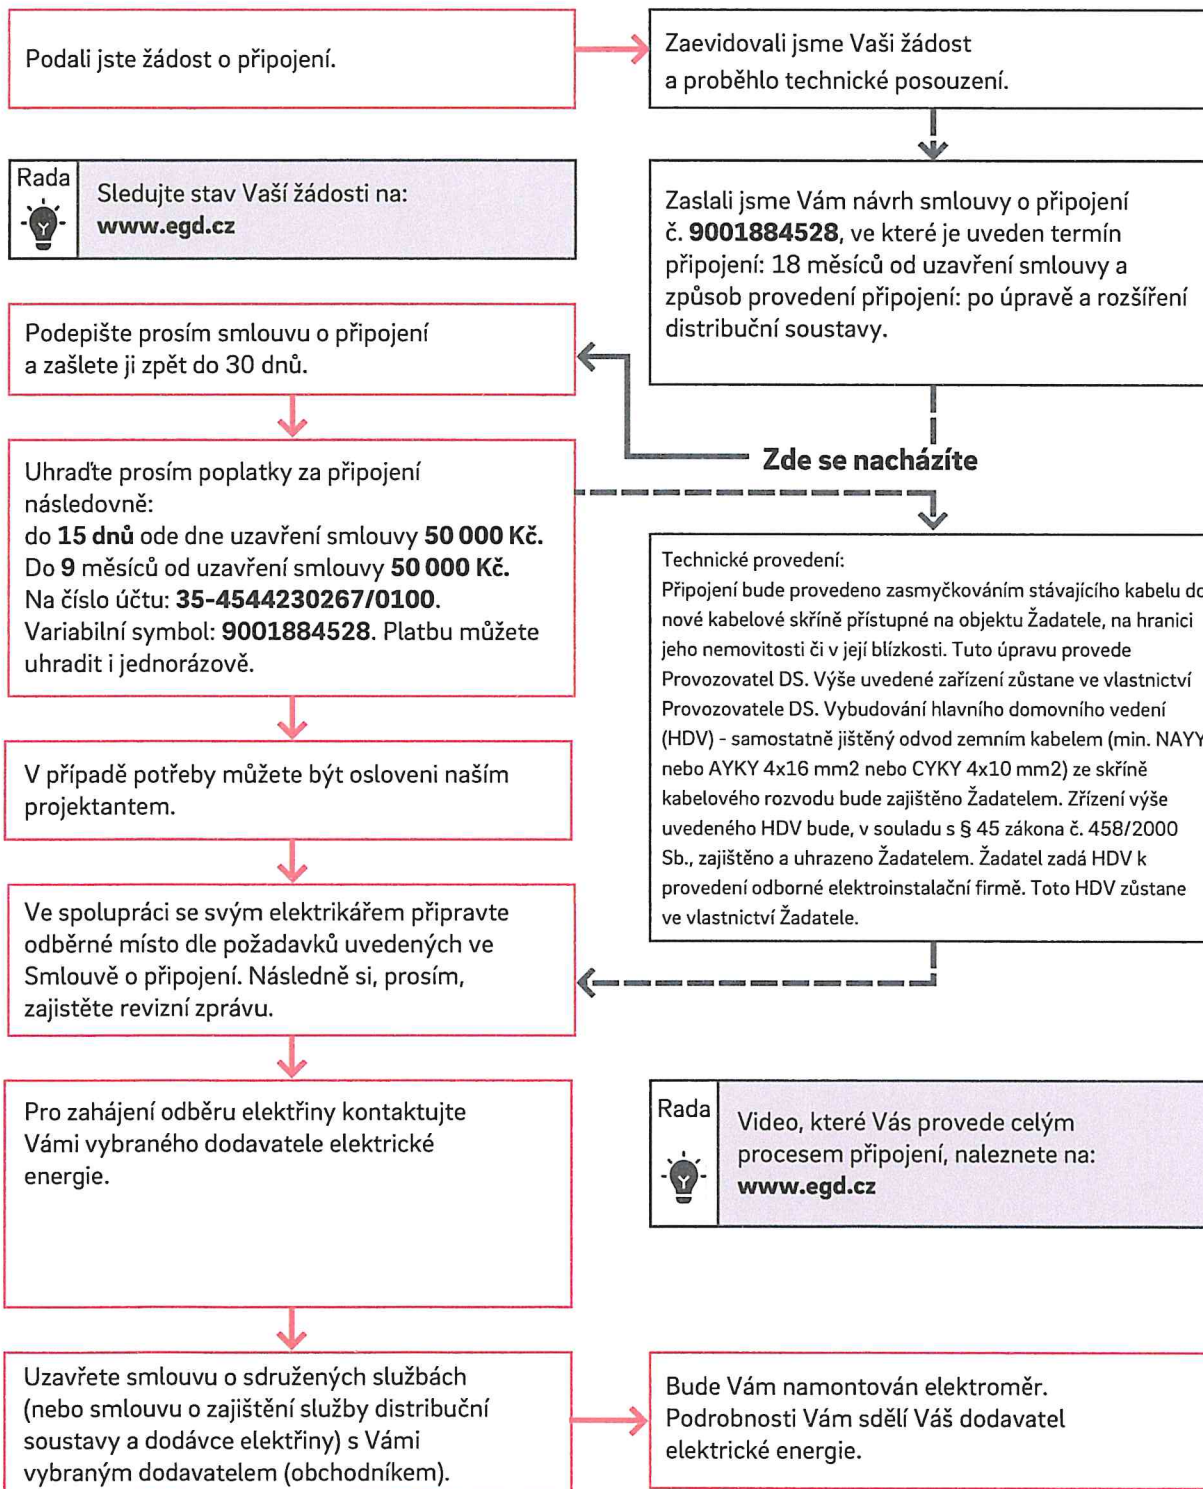 Podali jste žádost o připojení.
Zaevidovali jsme Vaši žádost
a proběhlo technické posouzení.
Rada
Sledujte stav Vaší žádosti na:
www.egd.cz
Zaslali jsme Vám návrh smlouvy o připojení
č. 9001884528, ve které je uveden termín
připojení: 18 měsíců od uzavření smlouvy a
způsob provedení připojení: po úpravě a rozšíření
distribuční soustavy.
Podepište prosím smlouvu o připojení
a zašlete ji zpět do 30 dnů.
Zde se nacházíte
Uhraďte prosím poplatky za připojení
následovně:
do 15 dnů ode dne uzavření smlouvy 50 000 Kč.
Do 9 měsíců od uzavření smlouvy 50 000 Kč.
Na číslo účtu: 35-4544230267/0100.
Variabilní symbol: 9001884528. Platbu můžete
uhradit i jednorázově.
Technické provedení:
Připojení bude provedeno zasmyčkováním stávajícího kabelu do
nové kabelové skříně přístupné na objektu Žadatele, na hranici
jeho nemovitosti či v její blízkosti. Tuto úpravu provede
Provozovatel DS. Výše uvedené zařízení zůstane ve vlastnictví
Provozovatele DS. Vybudování hlavního domovního vedení
(HDV) - samostatně jištěný odvod zemním kabelem (min. NAYY
nebo AYKY 4x16 mm2 nebo CYKY 4x10 mm2) ze skříně
kabelového rozvodu bude zajištěno Žadatelem. Zřízení výše
uvedeného HDV bude, v souladu s § 45 zákona č. 458/2000
Sb., zajištěno a uhrazeno Žadatelem. Žadatel zadá HDV k
provedení odborné elektroinstalační firmě. Toto HDV zůstane
ve vlastnictví Žadatele.
V případě potřeby můžete být osloveni naším
projektantem.
Ve spolupráci se svým elektrikářem připravte
odběrné místo dle požadavků uvedených ve
Smlouvě o připojení. Následně si, prosím,
zajistěte revizní zprávu.
Pro zahájení odběru elektřiny kontaktujte
Vámi vybraného dodavatele elektrické
energie.
Rada
Video, které Vás provede celým
procesem připojení, naleznete na:
www.egd.cz
Uzavřete smlouvu o sdružených službách
(nebo smlouvu o zajištění služby distribuční
soustavy a dodávce elektřiny) s Vámi
vybraným dodavatelem (obchodníkem).
Bude Vám namontován elektroměr.
Podrobnosti Vám sdělí Váš dodavatel
elektrické energie.